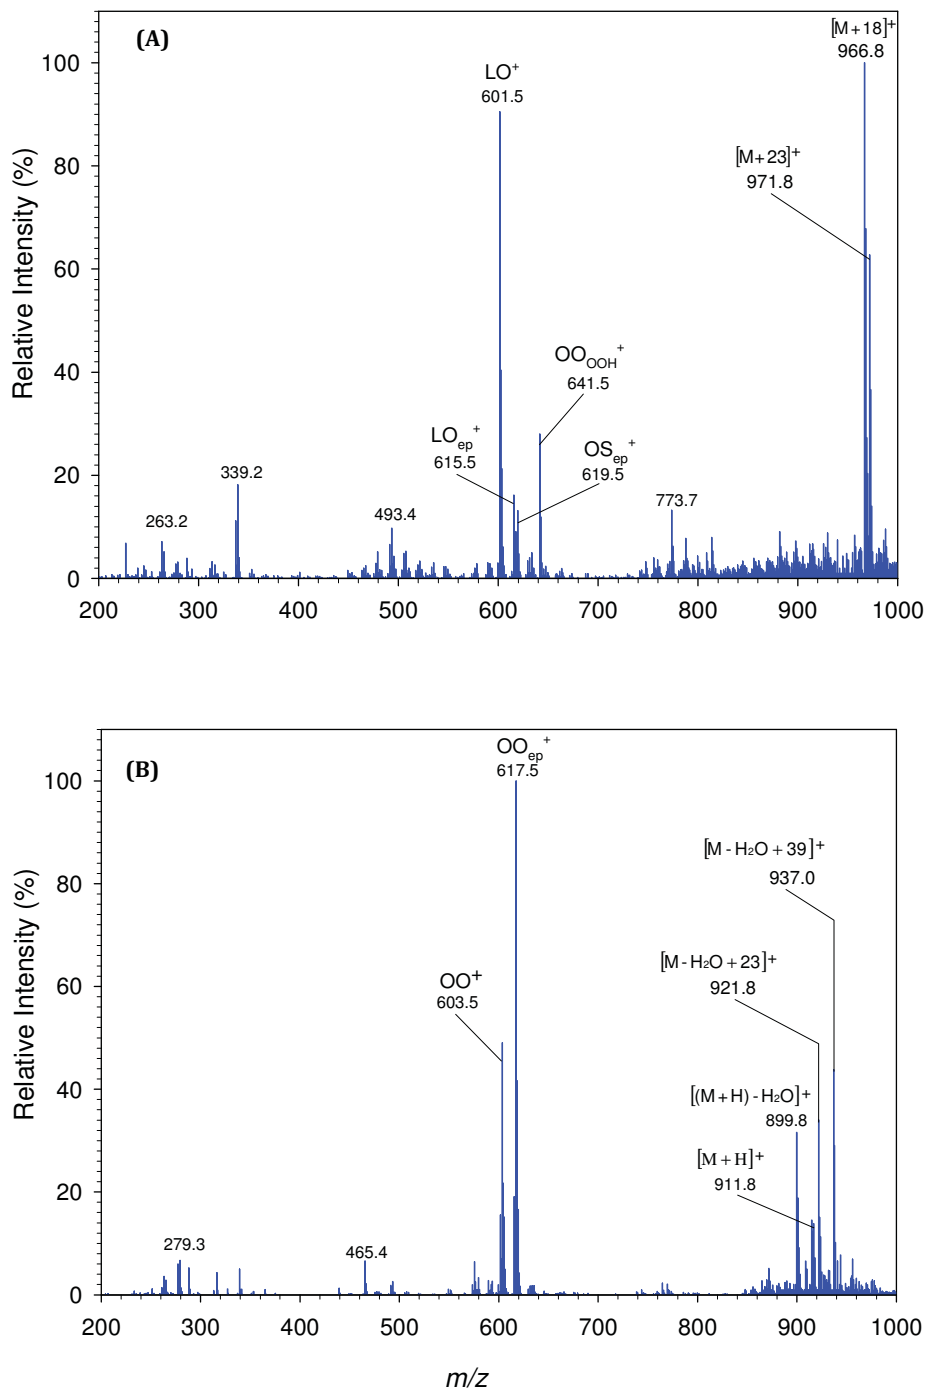 (A)
[M+18]+
966.8
LO+
601.5
[M+23]+
971.8
OOOOH+
641.5
LOep+
615.5
OSep+
619.5
339.2
263.2
493.4
773.7
Relative Intensity (%)
100
80
60
40
20
0
200 300 400 500 600 700 800 900 1000
(B)
OOep+
617.5
[M - H2O + 39]+
937.0
[M - H2O + 23]+
921.8
OO+
603.5
[(M + H) - H2O]+
899.8
[M + H]+
911.8
279.3
465.4
Relative Intensity (%)
100
80
60
40
20
0
200 300 400 500 600 700 800 900 1000
m/z